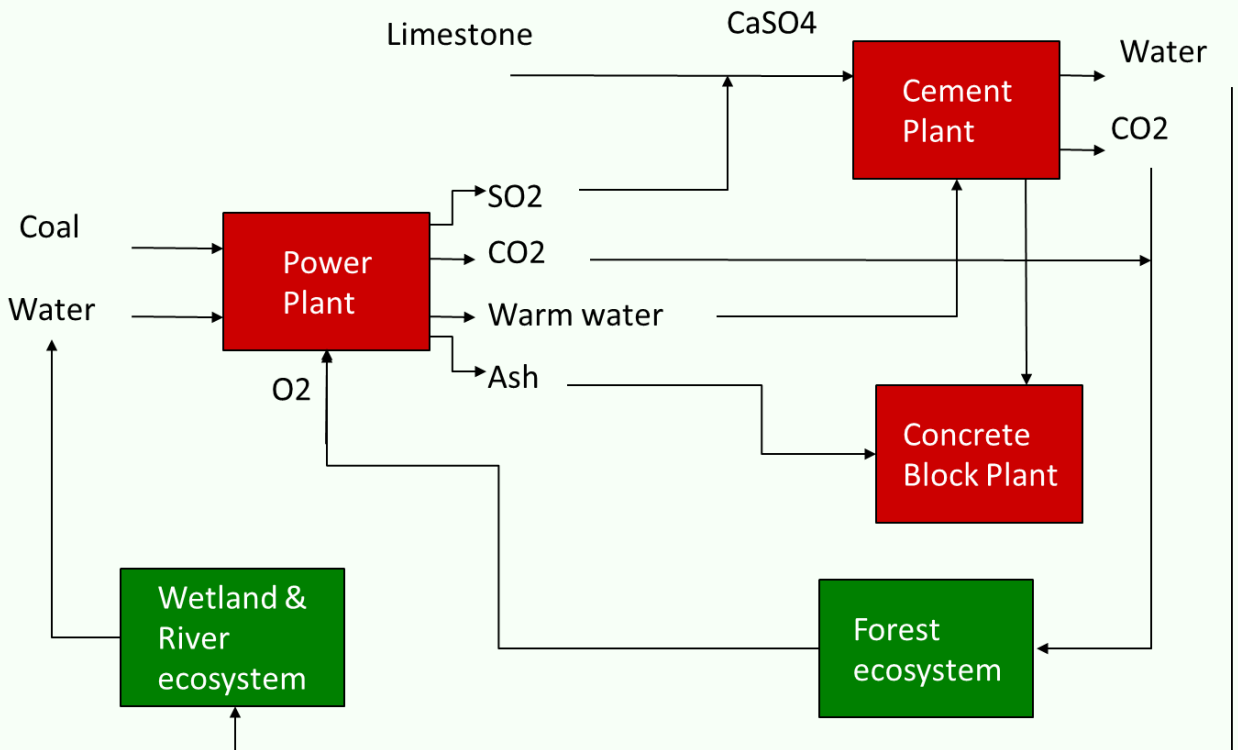 Limestone
CaSO4
Cement
Plant
Water
CO2
SO2
Coal
Power
Plant
CO2
Water
Warm water
O2
Ash
Concrete
Block Plant
Wetland &
River
ecosystem
Forest
ecosystem